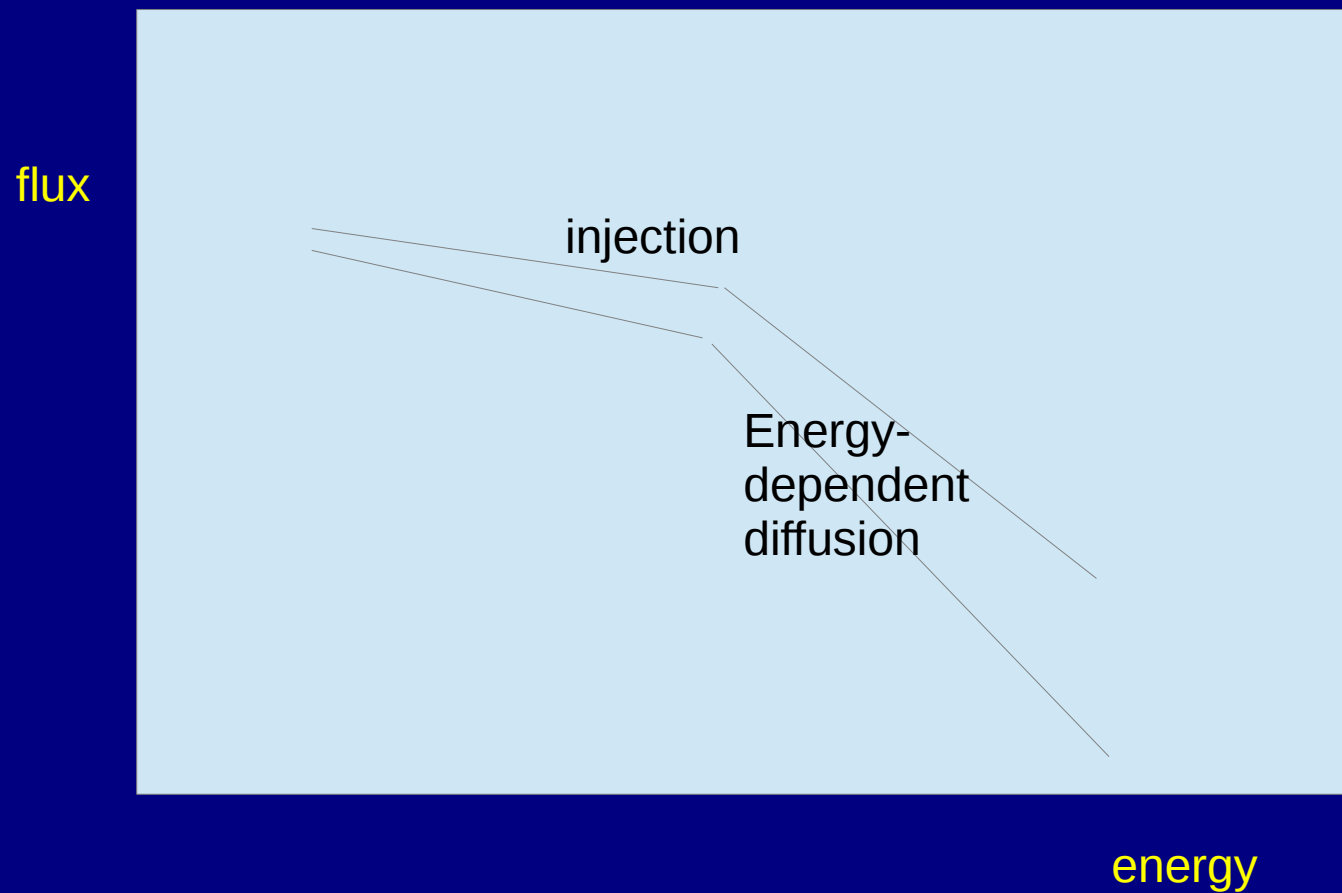 flux
injection
Energy-
dependent
diffusion
energy